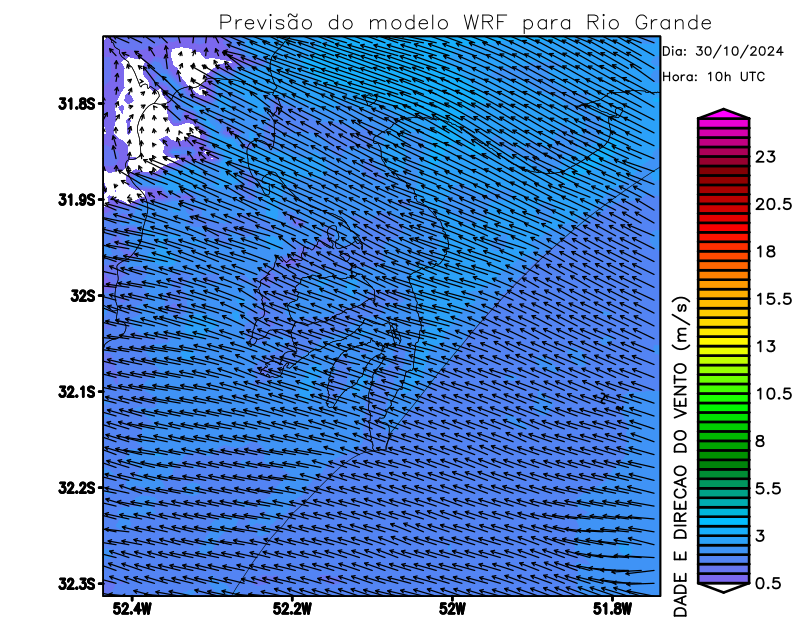 Previsão do modelo WRF para Rio Grande
Dia: 30/10/2024
Hora: 10h UTC
31.8S
31.9S
32S
32.1S
32.2S
32.3S
52.4W
52.2W
52W
51.8W
23
20.5
18
15.5
13
10.5
8
5.5
3
0.5
DADE E DIRECAO DO VENTO (m/s)